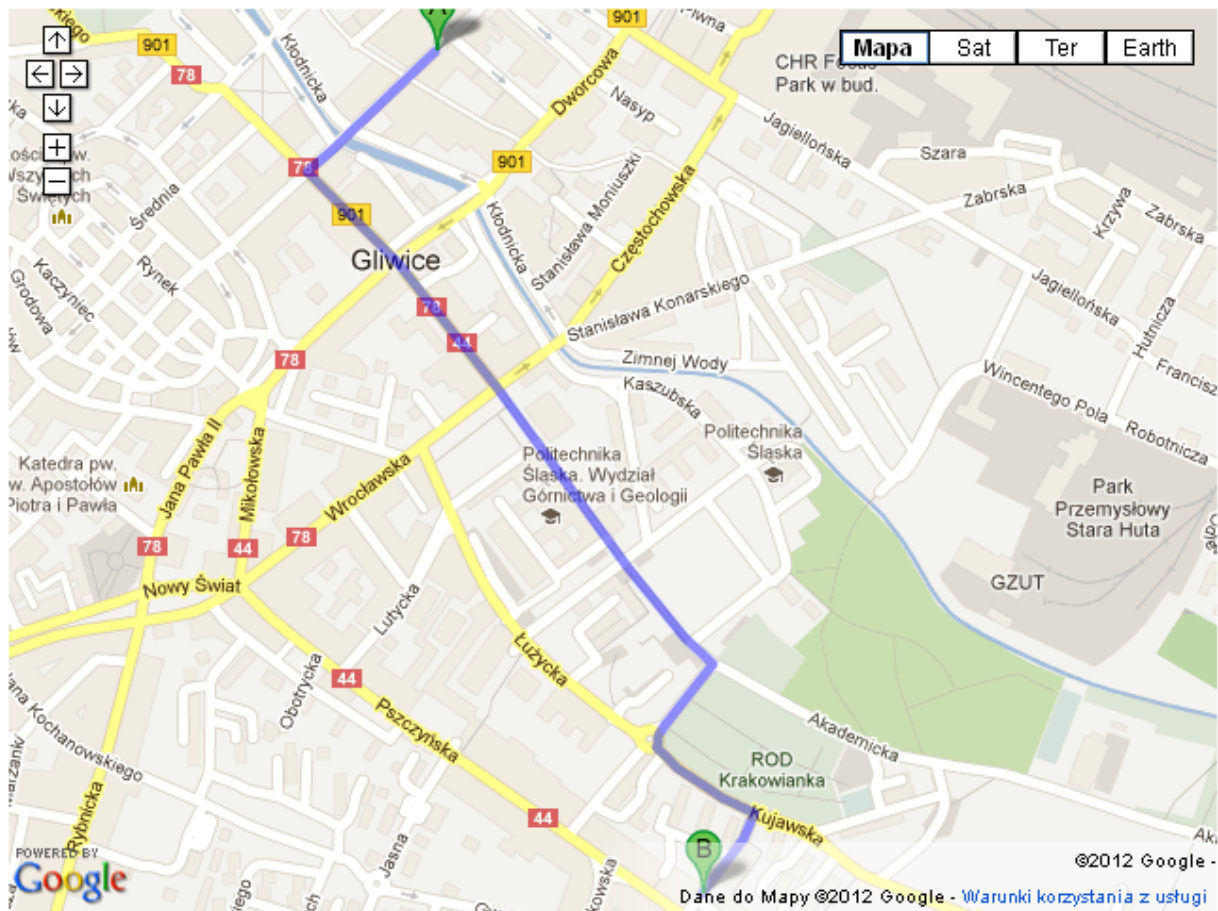 A
901
Piwna
Mapa
Sat
Ter
Earth
901
Kłodnicka
78
CHR
Park w bud.
Dworcowa
Nasyp
Jagiellońska
Szara
78
901
Zabrska
Krzywa
Zabrska
Świętych
Średnia
901
Kłodnicka
Stanisława Moniuszki
Częstochowska
Gliwice
Rynek
Kaczyniec
Grodowa
Stanisława Konarskiego
Jagiellońska
Hutnicza
78
44
78
Zimnej Wody
Kaszubska
Wincentego Pola
Francisz
Robotnicza
Politechnika
Śląska
Politechnika
Śląska. Wydział
Górnictwa i Geologii
Katedra pw.
w. Apostołów
Piotra i Pawła
Jana Pawła II
Mikołowska
Wrocławska
Park
Przemysłowy
Stara Huta
78
44
78
GZUT
Nowy Świat
Lutycka
Łużycka
Obotrycka
44
Pszczyńska
Akademicka
ana Kochanowskiego
ROD
Krakowianka
Rybnicka
44
Kujawska
Jasna
B
POWERED BY
Google
©2012 Google -
Dane do Mapy ©2012 Google - Warunki korzystania z usługi